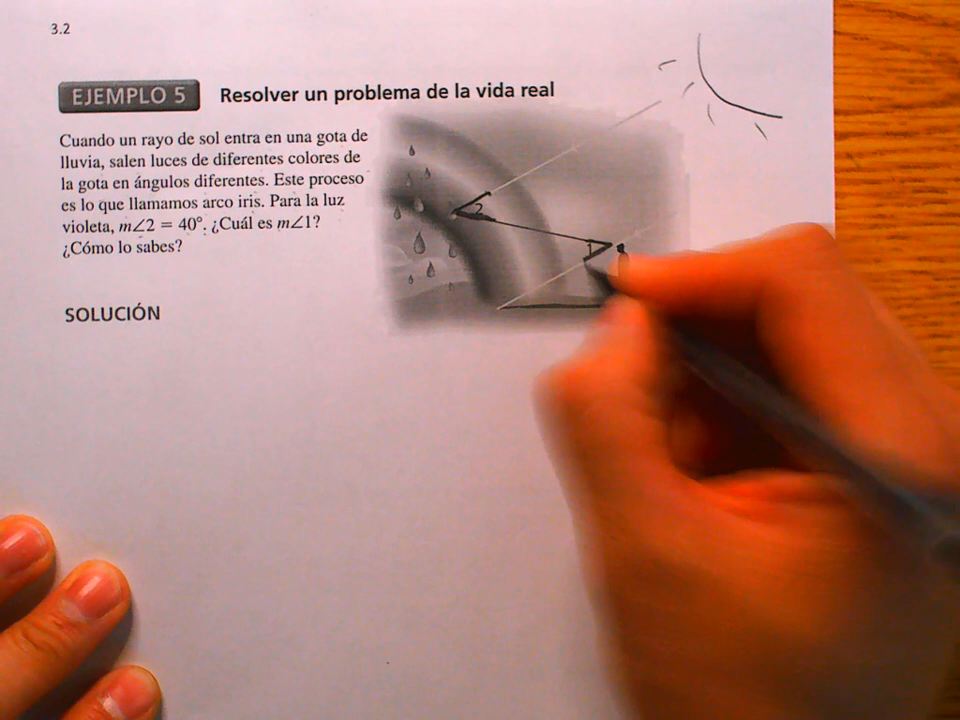 3.2
EJEMPLO 5 Resolver un problema de la vida real
Cuando un rayo de sol entra en una gota de
lluvia, salen luces de diferentes colores de
la gota en ángulos diferentes. Este proceso
es lo que llamamos arco iris. Para la luz
violeta, m∠2 = 40°. ¿Cuál es m∠1?
¿Cómo lo sabes?
2
1
SOLUCIÓN